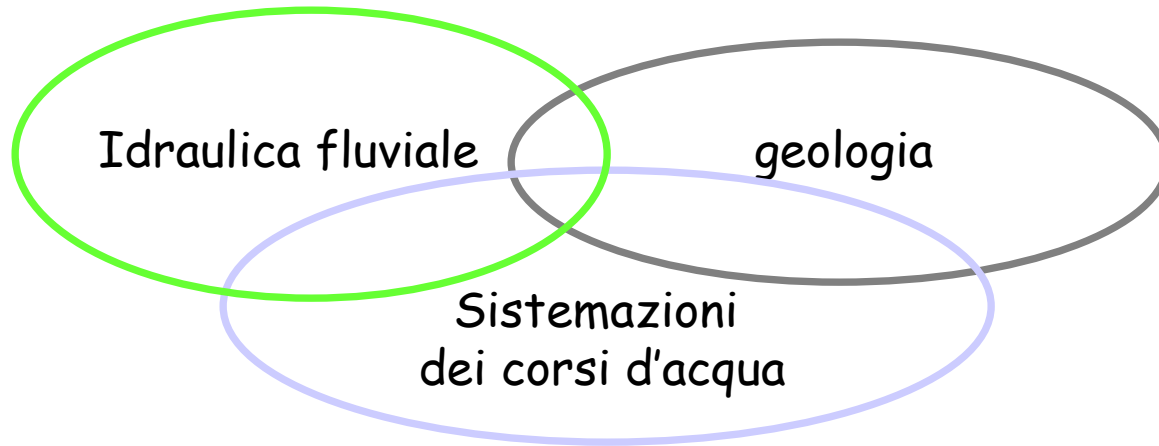 Idraulica fluviale
geologia
Sistemazioni
dei corsi d'acqua